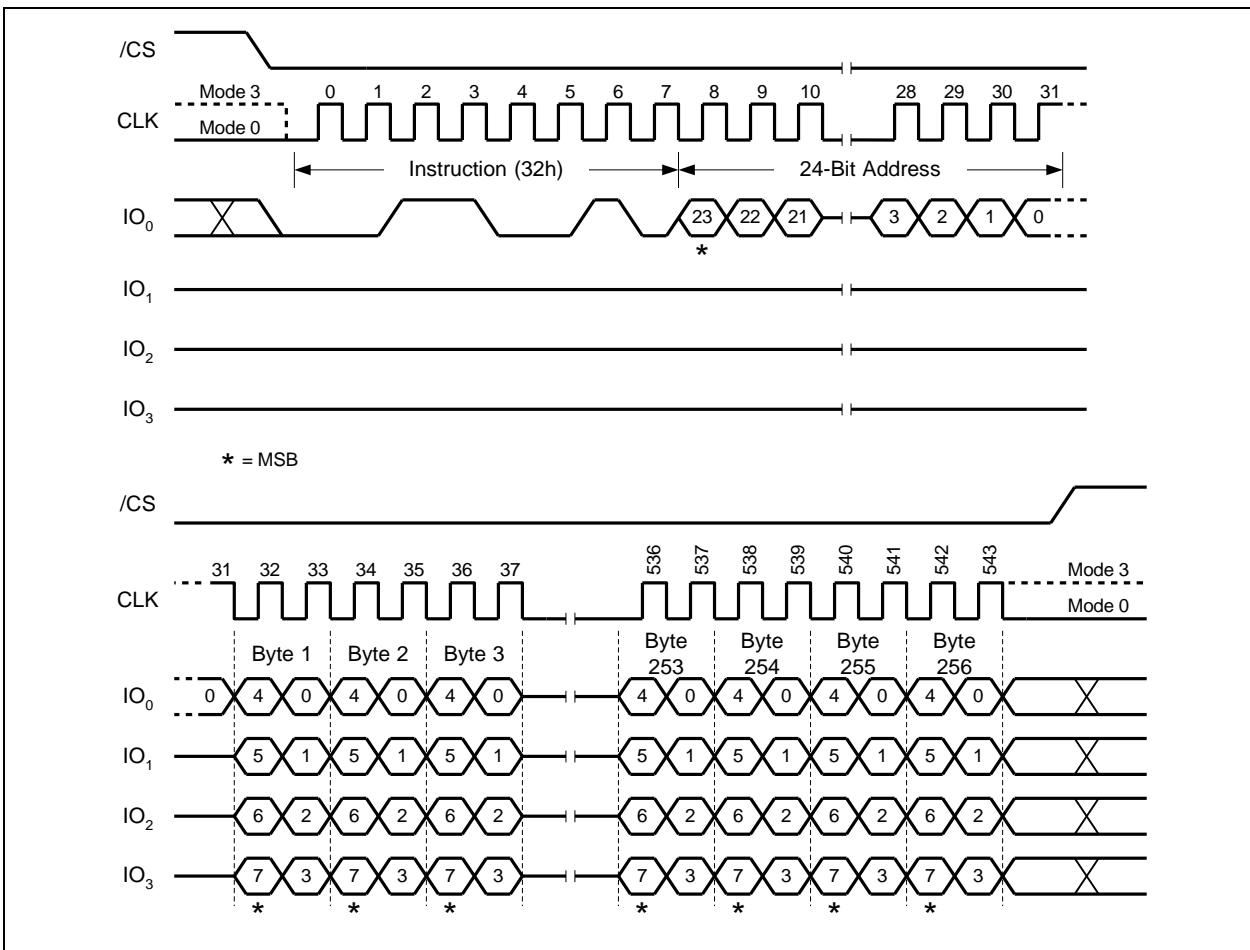 /CS
Mode 3 0 1 2 3 4 5 6 7 8 9 10 28 29 30 31
CLK
Mode 0
Instruction (32h) 24-Bit Address
IO0 23 22 21 3 2 1 0
*
IO1
IO2
IO3
* = MSB
/CS
31 32 33 34 35 36 37 536 537 538 539 540 541 542 543 Mode 3
CLK
Mode 0
Byte 1 Byte 2 Byte 3 Byte 253 Byte 254 Byte 255 Byte 256
IO0 0 4 0 4 0 4 0 4 0 4 0 4 0 4 0
IO1 5 1 5 1 5 1 5 1 5 1 5 1 5 1
IO2 6 2 6 2 6 2 6 2 6 2 6 2 6 2
IO3 7 3 7 3 7 3 7 3 7 3 7 3 7 3
* * * * * * *